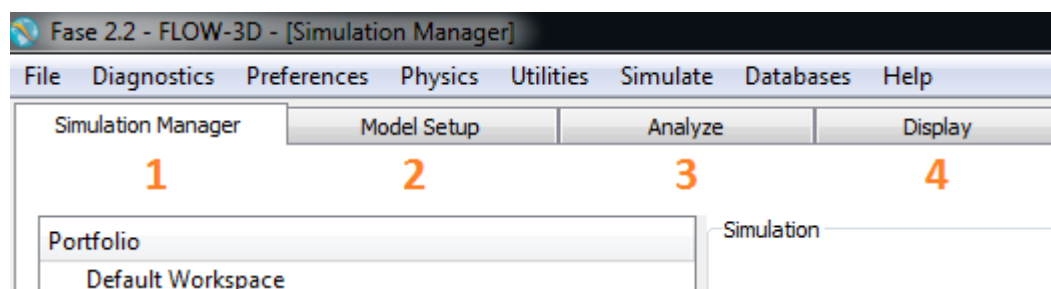 Fase 2.2 - FLOW-3D - [Simulation Manager]
File Diagnostics Preferences Physics Utilities Simulate Databases Help
Simulation Manager Model Setup Analyze Display
1 2 3 4
Portfolio Simulation
Default Workspace